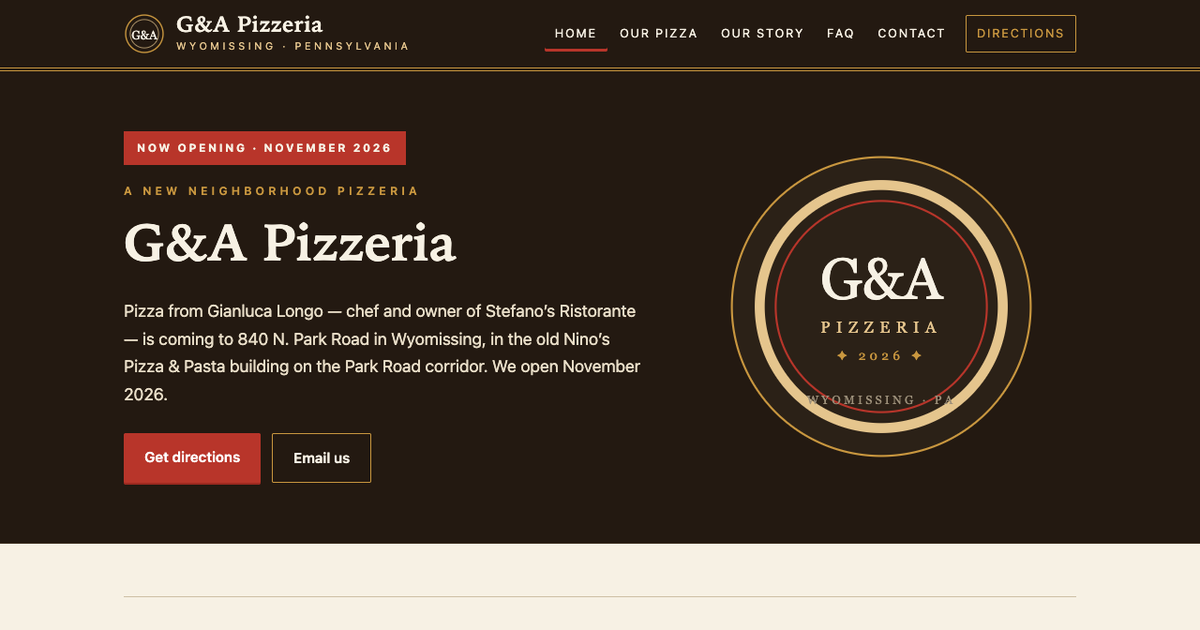 G&A
G&A Pizzeria
WYOMISSING · PENNSYLVANIA
HOME
OUR PIZZA
OUR STORY
FAQ
CONTACT
DIRECTIONS
NOW OPENING · NOVEMBER 2026
A NEW NEIGHBORHOOD PIZZERIA
G&A Pizzeria
Pizza from Gianluca Longo — chef and owner of Stefano’s Ristorante
— is coming to 840 N. Park Road in Wyomissing, in the old Nino’s
Pizza & Pasta building on the Park Road corridor. We open November
2026.
Get directions
Email us
G&A
PIZZERIA
✦ 2026 ✦
WYOMISSING · PA